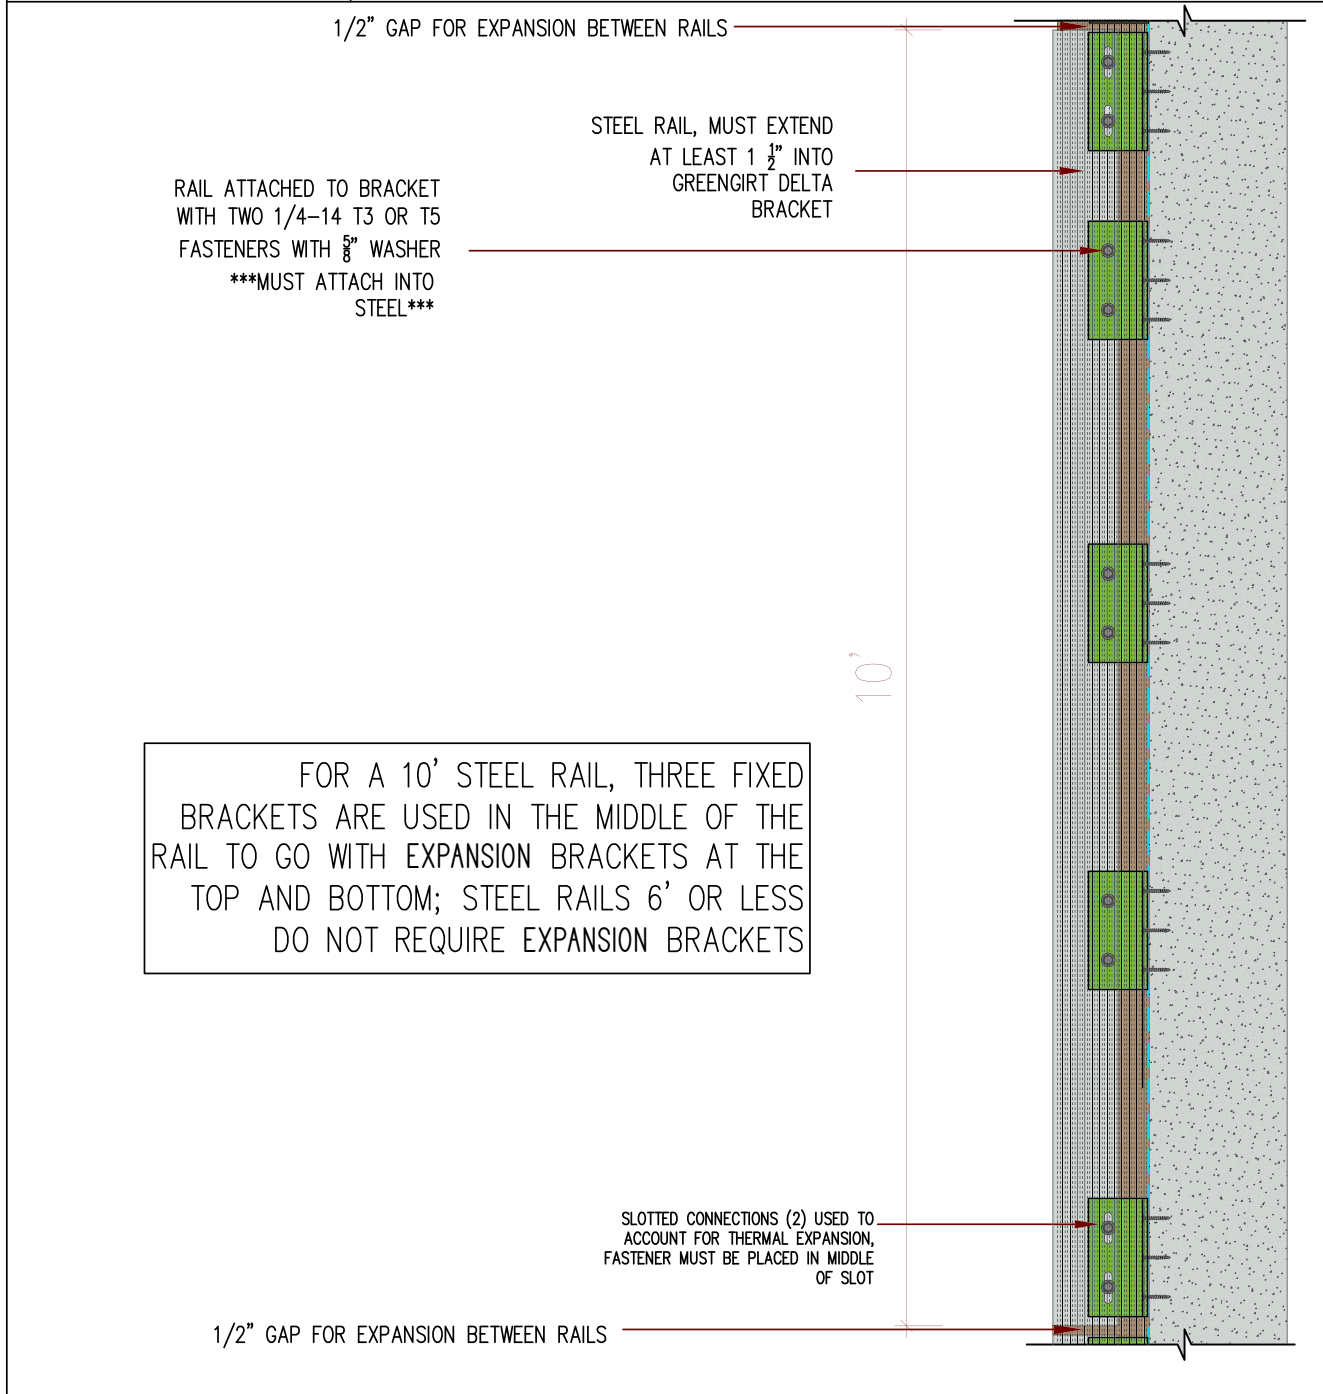 1/2" GAP FOR EXPANSION BETWEEN RAILS
STEEL RAIL, MUST EXTEND
AT LEAST 1 1/2" INTO
GREENGIRT DELTA
BRACKET
RAIL ATTACHED TO BRACKET
WITH TWO 1/4-14 T3 OR T5
FASTENERS WITH 5/8" WASHER
***MUST ATTACH INTO
STEEL***
10'
FOR A 10' STEEL RAIL, THREE FIXED
BRACKETS ARE USED IN THE MIDDLE OF THE
RAIL TO GO WITH EXPANSION BRACKETS AT THE
TOP AND BOTTOM; STEEL RAILS 6' OR LESS
DO NOT REQUIRE EXPANSION BRACKETS
SLOTTED CONNECTIONS (2) USED TO
ACCOUNT FOR THERMAL EXPANSION,
FASTENER MUST BE PLACED IN MIDDLE
OF SLOT
1/2" GAP FOR EXPANSION BETWEEN RAILS